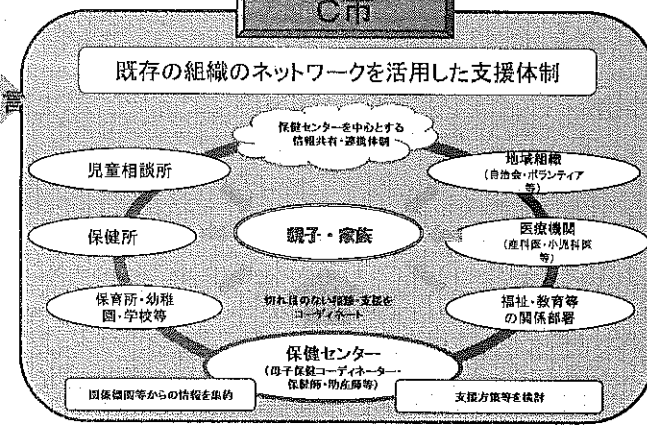 C市
既存の組織のネットワークを活用した支援体制
保健センターを中心とする
情報共有・連携体制
児童相談所
地域組織
(自治会・ボランティア
等)
保健所
親子・家族
医療機関
(産科医・小児科医
等)
保育所・幼稚
園・学校等
切れ目のない相談・支援を
コーディネート
福祉・教育等
の関係部署
保健センター
(母子保健コーディネーター・
保健師・助産師等)
関係機関等からの情報を集約
支援方策等を検討